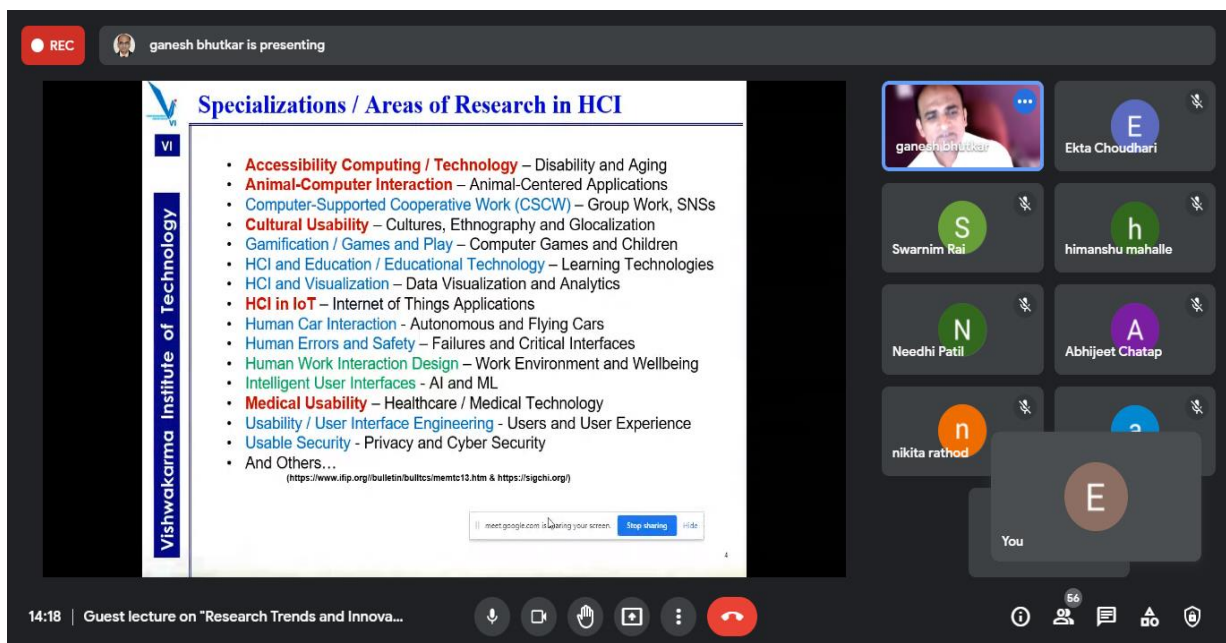 REC
ganesh bhutkar is presenting
VI
Specializations / Areas of Research in HCI
VI
Vishwakarma Institute of Technology
• Accessibility Computing / Technology – Disability and Aging
• Animal-Computer Interaction – Animal-Centered Applications
• Computer-Supported Cooperative Work (CSCW) – Group Work, SNSs
• Cultural Usability – Cultures, Ethnography and Glocalization
• Gamification / Games and Play – Computer Games and Children
• HCI and Education / Educational Technology – Learning Technologies
• HCI and Visualization – Data Visualization and Analytics
• HCI in IoT – Internet of Things Applications
• Human Car Interaction - Autonomous and Flying Cars
• Human Errors and Safety – Failures and Critical Interfaces
• Human Work Interaction Design – Work Environment and Wellbeing
• Intelligent User Interfaces - AI and ML
• Medical Usability – Healthcare / Medical Technology
• Usability / User Interface Engineering - Users and User Experience
• Usable Security - Privacy and Cyber Security
• And Others...
(https://www.ifip.org//bulletin/bulltcs/memtc13.htm & https://sigchi.org/)
meet.google.com is sharing your screen. Stop sharing Hide
4
ganesh bhutkar
E
Ekta Choudhari
S
Swarnim Rai
h
himanshu mahalle
N
Needhi Patil
A
Abhijeet Chatap
n
nikita rathod
a
E
You
14:18 | Guest lecture on "Research Trends and Innova...
56